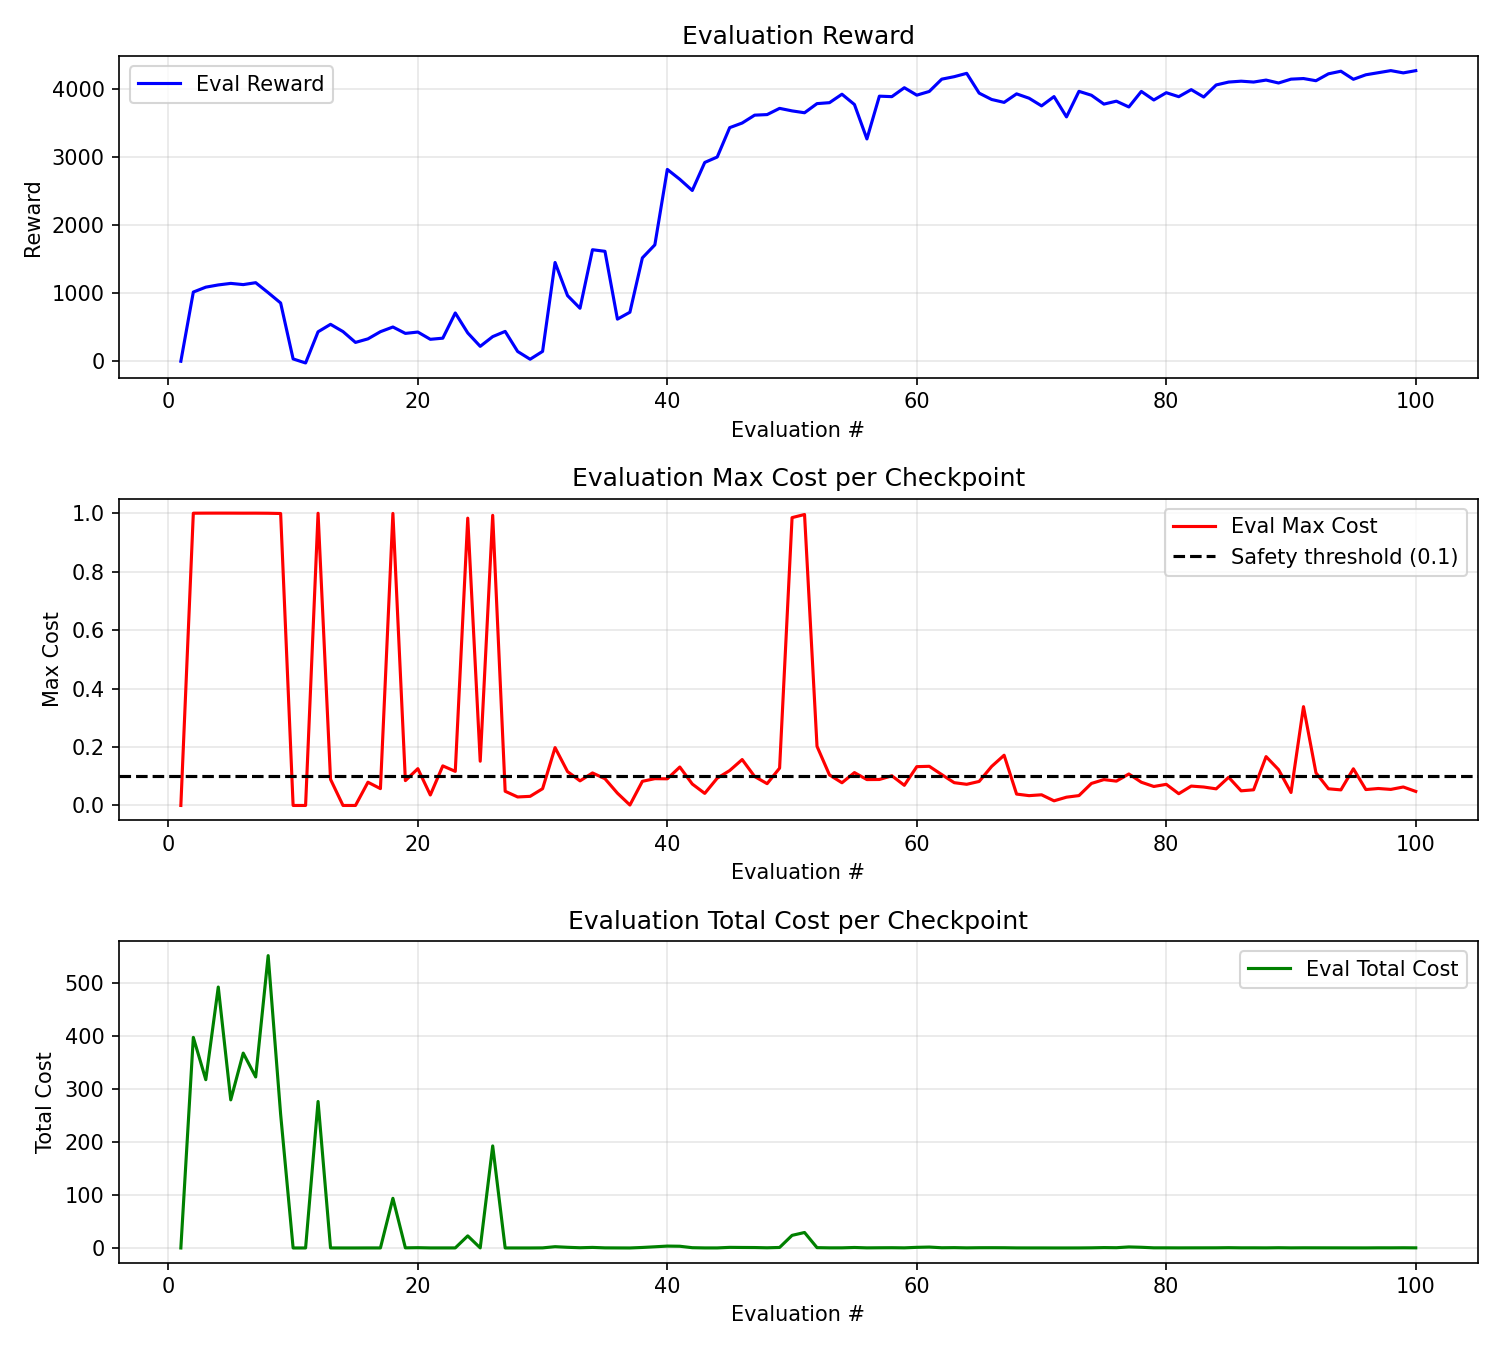 Evaluation Reward
Eval Reward
4000
3000
2000
1000
0
Reward
0 20 40 60 80 100
Evaluation #
Evaluation Max Cost per Checkpoint
Eval Max Cost
Safety threshold (0.1)
1.0
0.8
0.6
0.4
0.2
0.0
Max Cost
0 20 40 60 80 100
Evaluation #
Evaluation Total Cost per Checkpoint
Eval Total Cost
500
400
300
200
100
0
Total Cost
0 20 40 60 80 100
Evaluation #